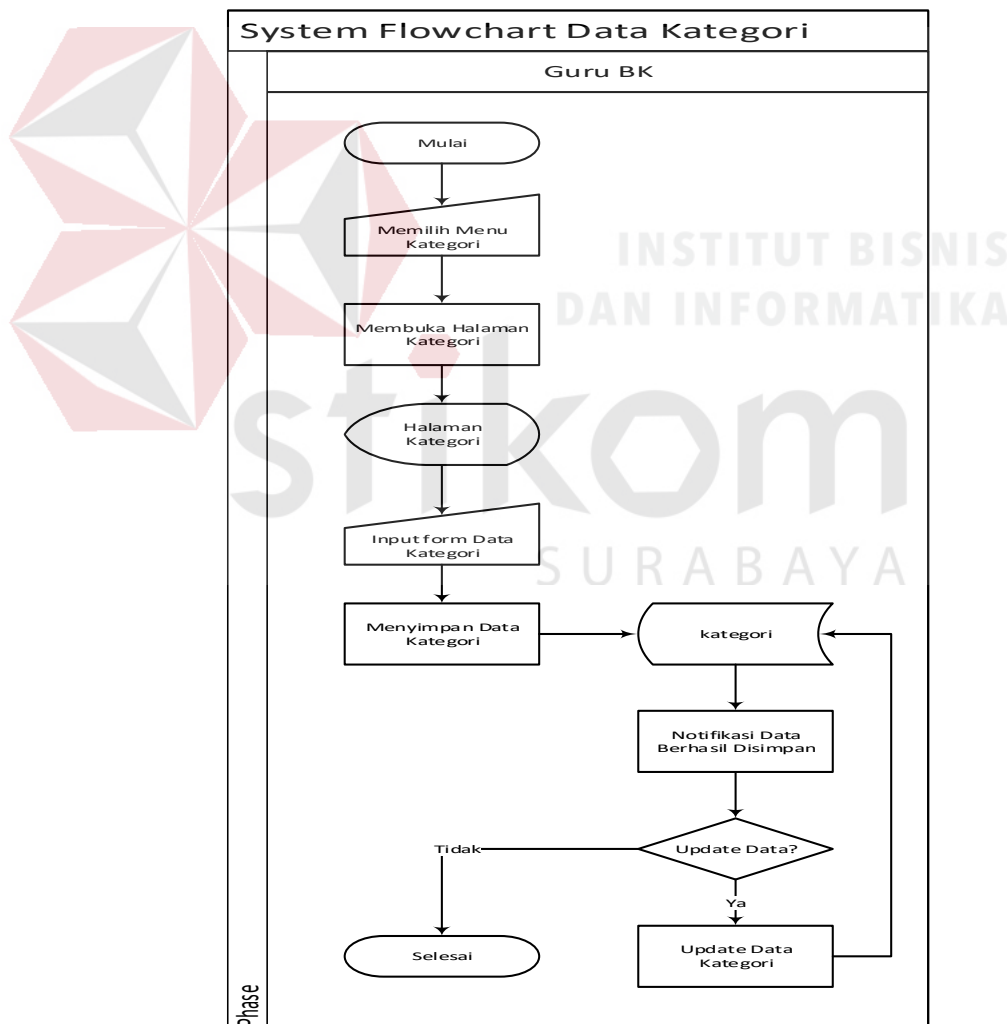 System Flowchart Data Kategori
Guru BK
Mulai
Memilih Menu
Kategori
INSTITUT BISNIS
DAN INFORMATIKA
Membuka Halaman
Kategori
stikom
SURABAYA
Halaman
Kategori
Input form Data
Kategori
Menyimpan Data
Kategori
kategori
Notifikasi Data
Berhasil Disimpan
Update Data?
Tidak
Ya
Selesai
Update Data
Kategori
Phase